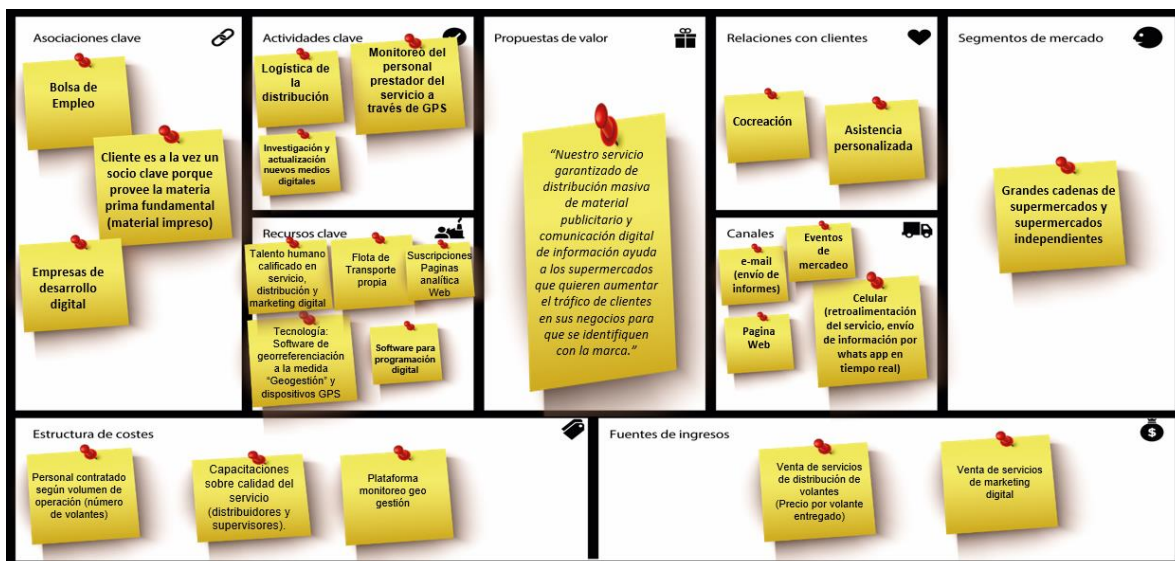 Asociaciones clave
Bolsa de
Empleo
Cliente es a la vez un
socio clave porque
provee la materia
prima fundamental
(material impreso)
Empresas de
desarrollo
digital
Actividades clave
Logística de
la
distribución
Monitoreo del
personal
prestador del
servicio a
través de GPS
Investigación y
actualización
nuevos medios
digitales
Recursos clave
Talento humano
calificado en
servicio,
distribución y
marketing digital
Flota de
Transporte
propia
Suscripciones
Paginas
analítica
Web
Tecnología:
Software de
georreferenciación
a la medida
“Geogestión” y
dispositivos GPS
Software para
programación
digital
Propuestas de valor
“Nuestro servicio
garantizado de
distribución masiva
de material
publicitario y
comunicación digital
de información ayuda
a los supermercados
que quieren aumentar
el tráfico de clientes
en sus negocios para
que se identifiquen
con la marca.”
Relaciones con clientes
Cocreación
Asistencia
personalizada
Canales
e-mail
(envío de
informes)
Eventos
de
mercadeo
Pagina
Web
Celular
(retroalimentación
del servicio, envío
de información por
whats app en
tiempo real)
Segmentos de mercado
Grandes cadenas de
supermercados y
supermercados
independientes
Estructura de costes
Personal contratado
según volumen de
operación (número
de volantes)
Capacitaciones
sobre calidad del
servicio
(distribuidores y
supervisores).
Plataforma
monitoreo geo
gestión
Fuentes de ingresos
$
Venta de servicios
de distribución de
volantes
(Precio por volante
entregado)
Venta de servicios
de marketing
digital